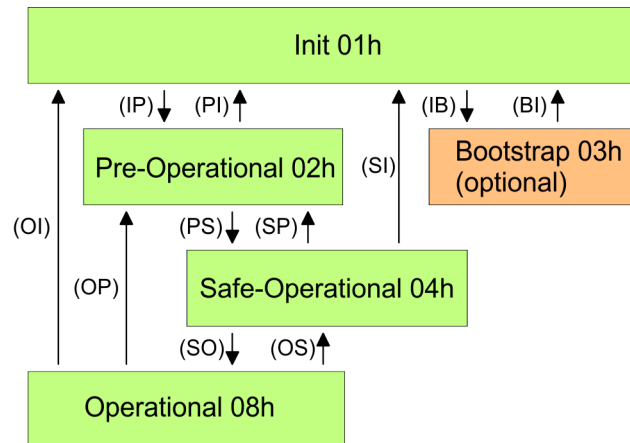 Init 01h
(IP)
(PI)
(IB)
(BI)
Pre-Operational 02h
Bootstrap 03h
(optional)
(SI)
(OI)
(PS)
(SP)
(OP)
Safe-Operational 04h
(SO)
(OS)
Operational 08h